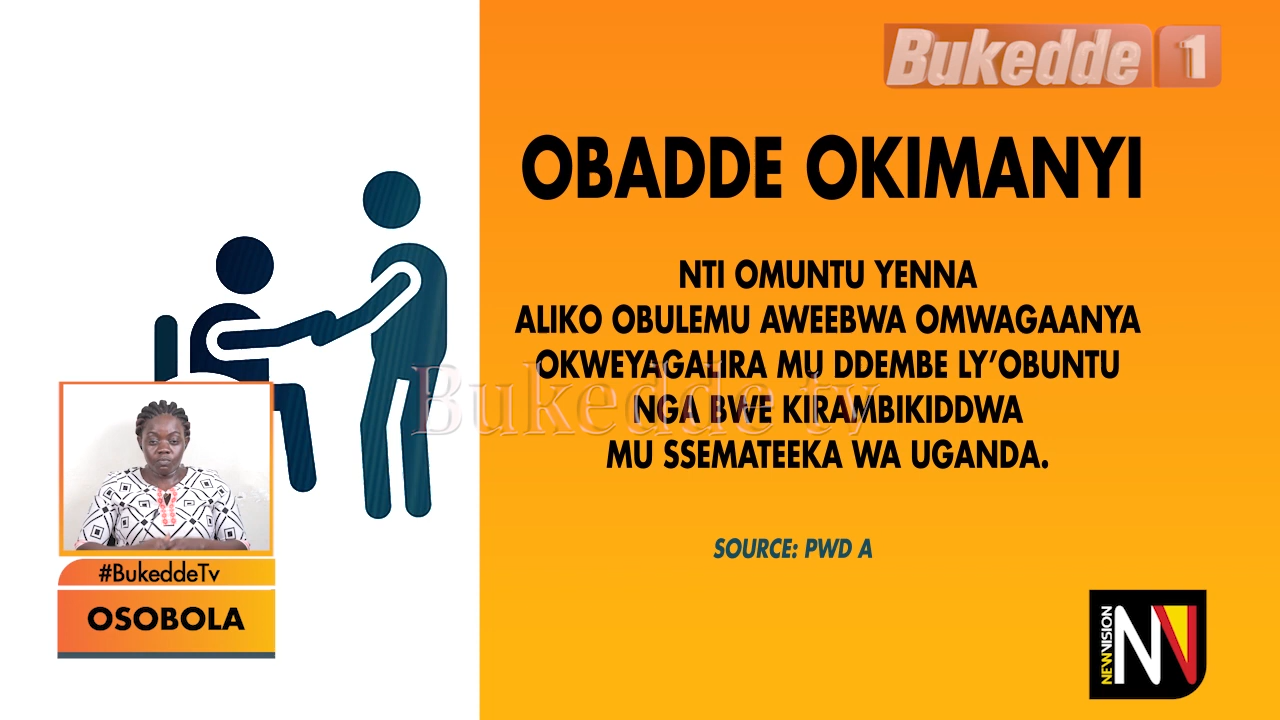 Bukedde 1
OBADDE OKIMANYI
NTI OMUNTU YENNA
ALIKO OBULEMU AWEEBWA OMWAGAANYA
OKWEYAGALIRA MU DDEMBE LY'OBUNTU
NGA BWE KIRAMBIKIDDWA
MU SSEMATEEKA WA UGANDA.
Bukedde tv
SOURCE: PWD A
#BukeddeTv
OSOBOLA
NEW VISION
NV